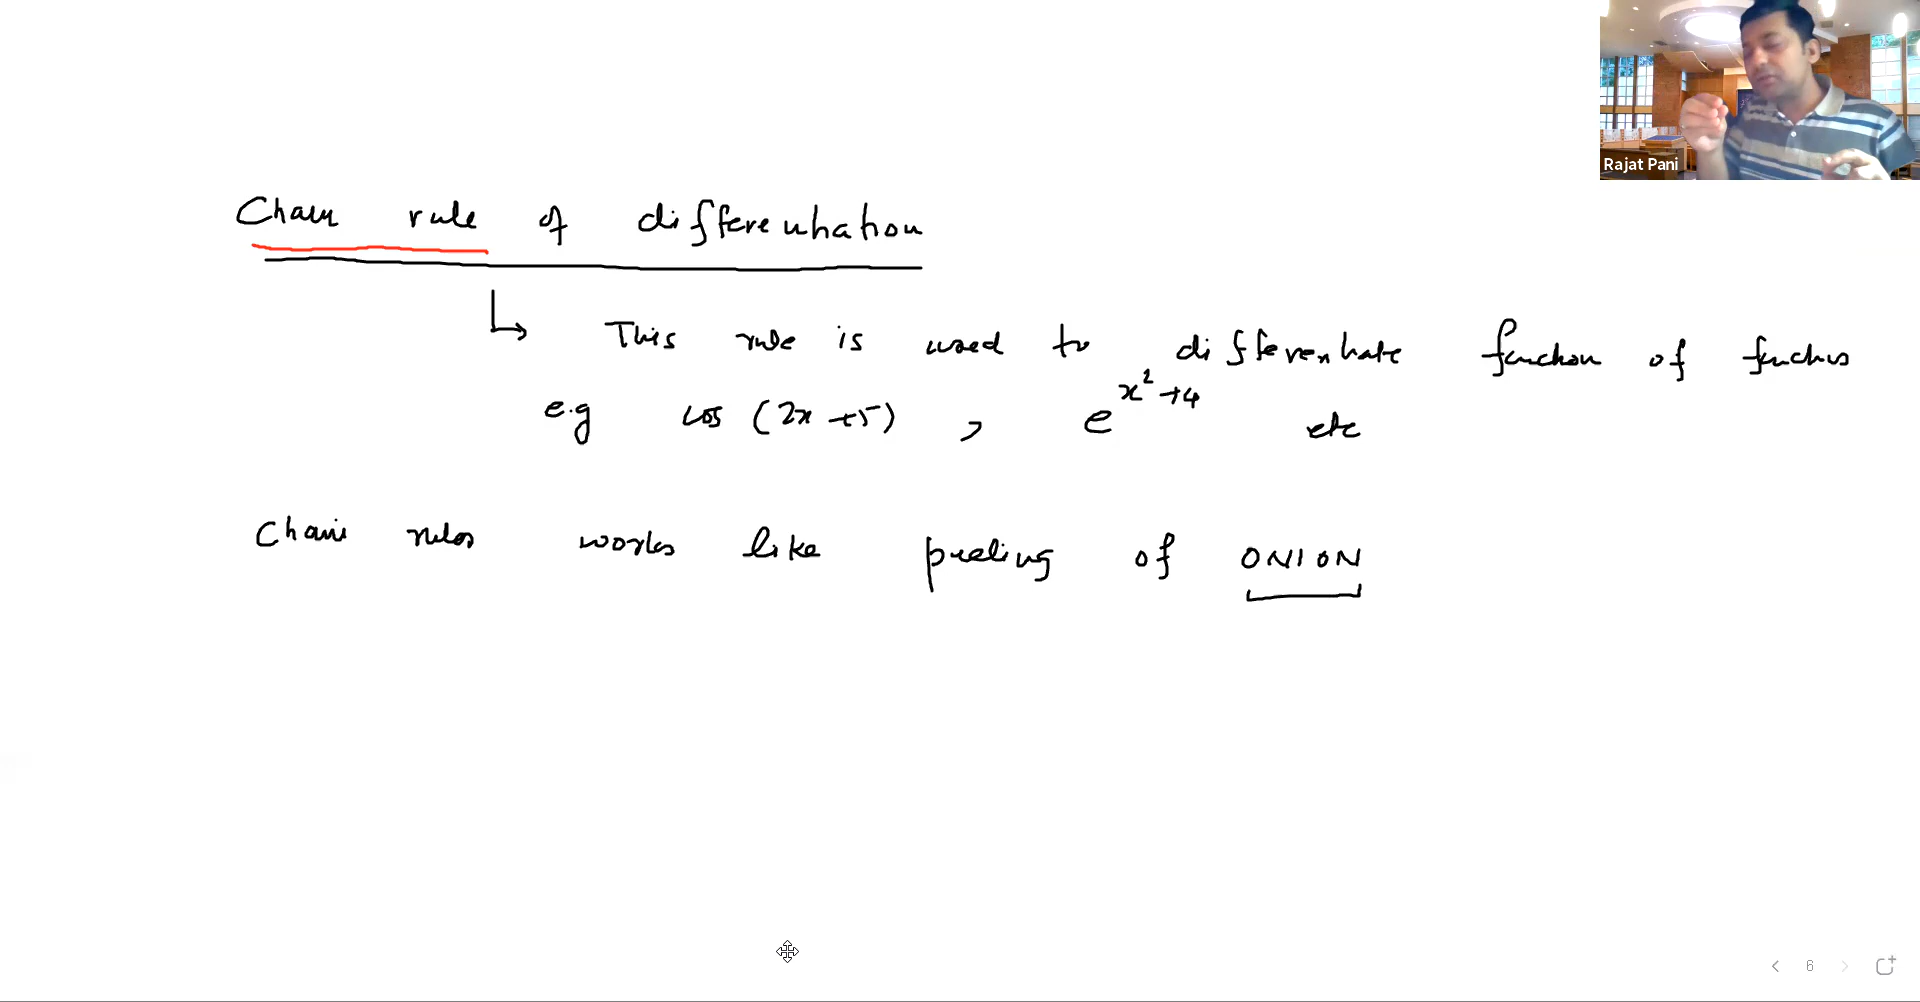 Rajat Pani
Chain rule of differentiation
↳ This rule is used to differentiate function of function
e.g cos (2x+5) , e^{x²+4} etc
Chain rules works like peeling of ONION
6